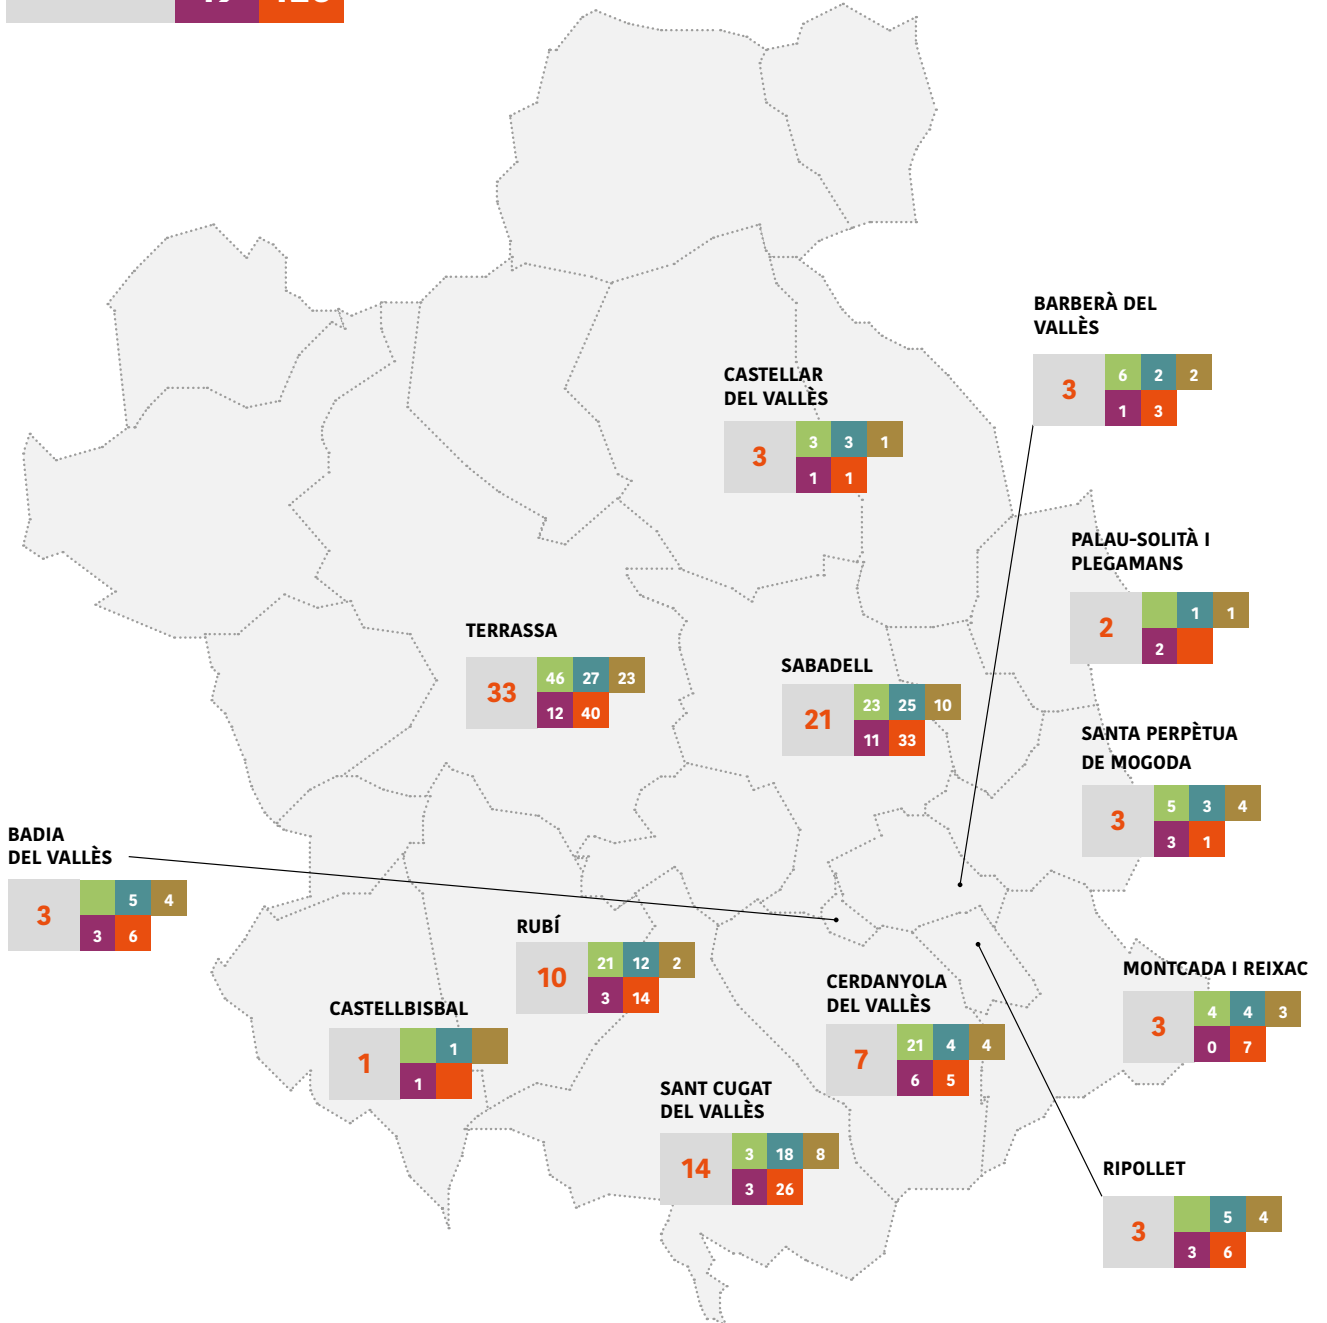 BARBERÀ DEL
VALLÈS
3
6 2 2
1 3
CASTELLAR
DEL VALLÈS
3
3 3 1
1 1
PALAU-SOLITÀ I
PLEGAMANS
2
1 1
2
TERRASSA
33
46 27 23
12 40
SABADELL
21
23 25 10
11 33
SANTA PERPÈTUA
DE MOGODA
3
5 3 4
3 1
BADIA
DEL VALLÈS
3
5 4
3 6
RUBÍ
10
21 12 2
3 14
MONTCADA I REIXAC
3
4 4 3
0 7
CERDANYOLA
DEL VALLÈS
7
21 4 4
6 5
CASTELLBISBAL
1
1
1
SANT CUGAT
DEL VALLÈS
14
3 18 8
3 26
RIPOLLET
3
5 4
3 6